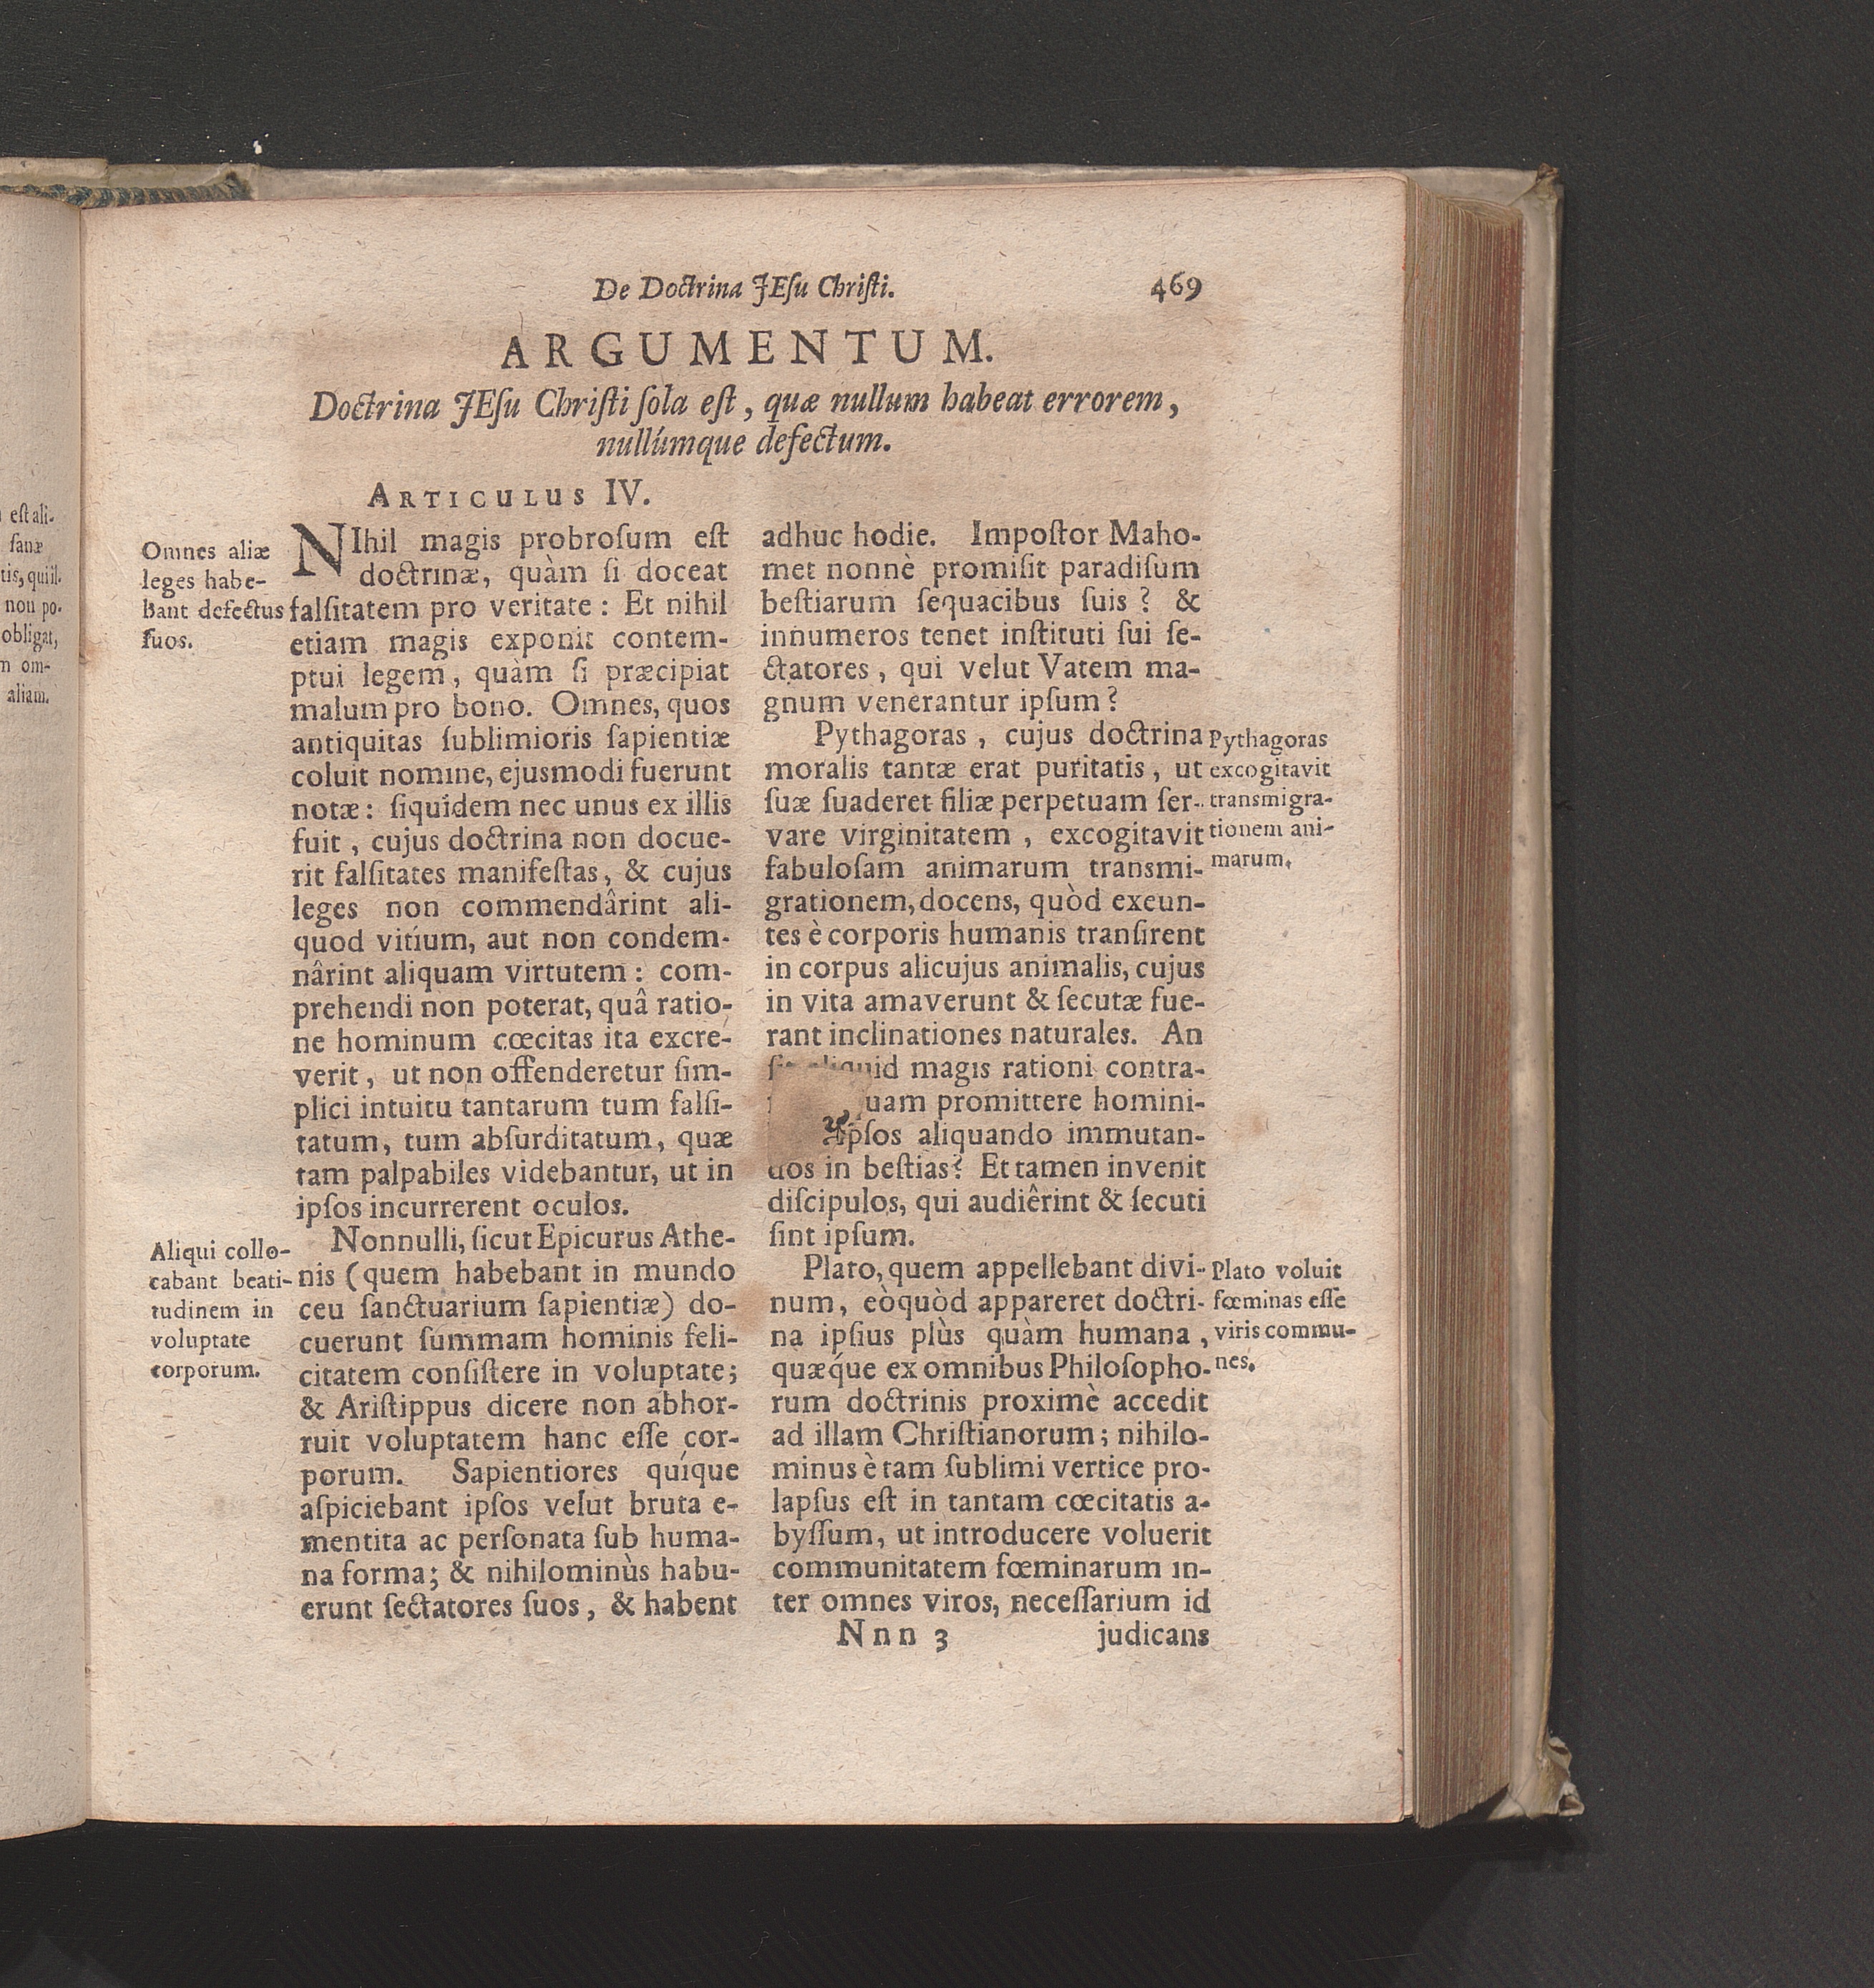 De Doctrina JEſu Chriſti. 469
ARGUMENTUM.
Doctrina JEſu Chriſti ſola eſt, quæ nullum habeat errorem,
nullúmque defectum.
ARTICULUS IV.
Omnes aliæ
leges habe-
bant defectus
ſuos.
NIhil magis probroſum eſt
doctrinæ, quàm ſi doceat
falſitatem pro veritate: Et nihil
etiam magis exponit contem-
ptui legem, quàm ſi præcipiat
malum pro bono. Omnes, quos
antiquitas ſublimioris ſapientiæ
coluit nomine, ejusmodi fuerunt
notæ: ſiquidem nec unus ex illis
fuit, cujus doctrina non docue-
rit falſitates manifeſtas, & cujus
leges non commendârint ali-
quod vitíum, aut non condem-
nârint aliquam virtutem: com-
prehendi non poterat, quâ ratio-
ne hominum cœcitas ita excre-
verit, ut non offenderetur ſim-
plici intuitu tantarum tum falſi-
tatum, tum abſurditatum, quæ
tam palpabiles videbantur, ut in
ipſos incurrerent oculos.
Aliqui collo-
cabant beati-
tudinem in
voluptate
corporum.
Nonnulli, ſicut Epicurus Athe-
nis (quem habebant in mundo
ceu ſanctuarium ſapientiæ) do-
cuerunt ſummam hominis feli-
citatem conſiſtere in voluptate;
& Ariſtippus dicere non abhor-
ruit voluptatem hanc eſſe cor-
porum. Sapientiores quíque
aſpiciebant ipſos velut bruta e-
mentita ac perſonata ſub huma-
na forma; & nihilominùs habu-
erunt ſectatores ſuos, & habent
adhuc hodie. Impoſtor Maho-
met nonnè promiſit paradiſum
beſtiarum ſequacibus ſuis? &
innumeros tenet inſtituti ſui ſe-
ctatores, qui velut Vatem ma-
gnum venerantur ipſum?
Pythagoras, cujus doctrina
moralis tantæ erat puritatis, ut
ſuæ ſuaderet filiæ perpetuam ſer-
vare virginitatem, excogitavit
fabuloſam animarum transmi-
grationem, docens, quòd exeun-
tes è corporis humanis tranſirent
in corpus alicujus animalis, cujus
in vita amaverunt & ſecutæ fue-
rant inclinationes naturales. An
magis rationi contra-
promittere homini-
ipſos aliquando immutan-
dos in beſtias? Et tamen invenit
diſcipulos, qui audiêrint & ſecuti
ſint ipſum.
Pythagoras
excogitavit
transmigra-
tionem ani-
marum.
Plato, quem appellebant divi-
num, eòquòd appareret doctri-
na ipſius plùs quàm humana,
quæq́ue ex omnibus Philoſopho-
rum doctrinis proximè accedit
ad illam Chriſtianorum; nihilo-
minus è tam ſublimi vertice pro-
lapſus eſt in tantam cœcitatis a-
byſſum, ut introducere voluerit
communitatem fœminarum in-
ter omnes viros, neceſſarium id
Plato voluit
fœminas eſſe
viris commu-
nes.
Nnn 3 judicans
eſt ali-
ſanæ
tis, qui il-
non po-
obligat,
om-
aliam.